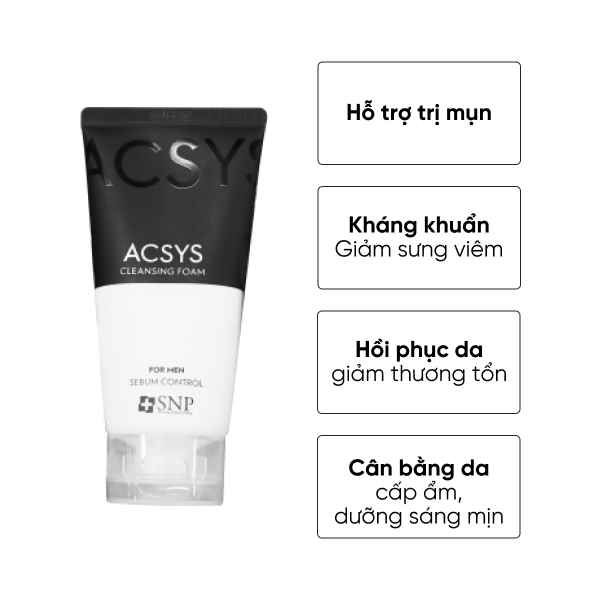 ACSYS
ACSYS
CLEANSING FOAM
FOR MEN
SEBUM CONTROL
SNP
Hỗ trợ trị mụn
Kháng khuẩn
Giảm sưng viêm
Hồi phục da
giảm thương tổn
Cân bằng da
cấp ẩm,
dưỡng sáng mịn